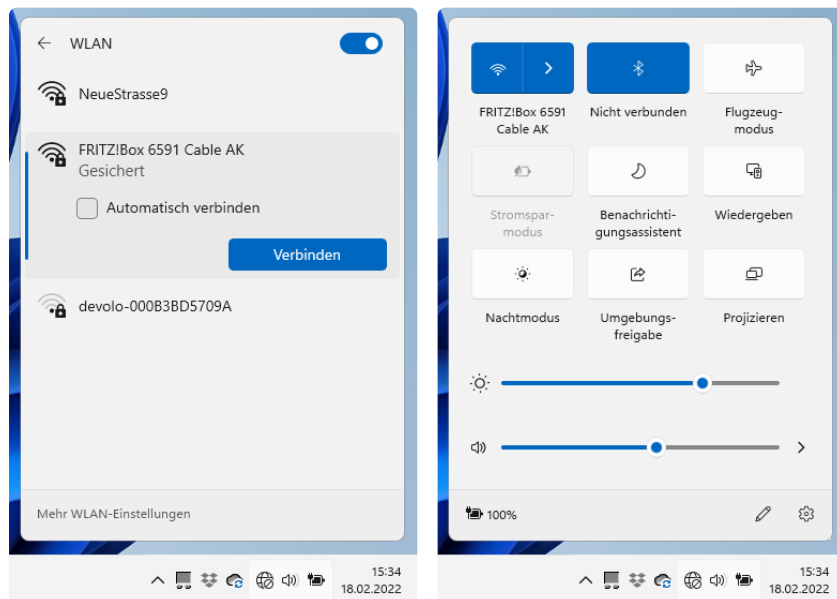 WLAN
NeueStrasse9
FRITZ!Box 6591 Cable AK
Gesichert
Automatisch verbinden
Verbinden
devolo-000B3BD5709A
Mehr WLAN-Einstellungen
15:34
18.02.2022
FRITZ!Box 6591
Cable AK
Nicht verbunden
Flugzeug-
modus
Stromspar-
modus
Benachrichti-
gungsassistent
Wiedergeben
Nachtmodus
Umgebungs-
freigabe
Projizieren
100%
15:34
18.02.2022